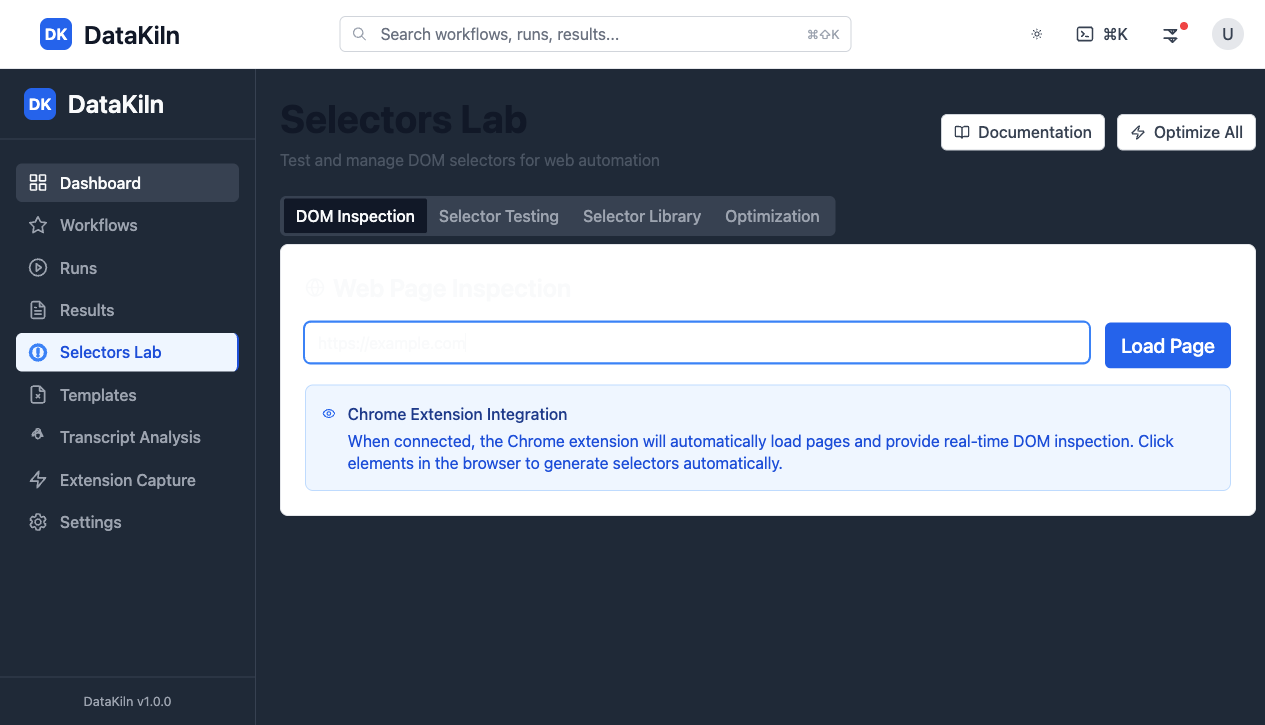 DK DataKiln
Search workflows, runs, results... ⌘⇧K
⌘K
U
DK DataKiln
Dashboard
Workflows
Runs
Results
Selectors Lab
Templates
Transcript Analysis
Extension Capture
Settings
DataKiln v1.0.0
Selectors Lab
Test and manage DOM selectors for web automation
Documentation
Optimize All
DOM Inspection Selector Testing Selector Library Optimization
Web Page Inspection
https://example.com
Load Page
Chrome Extension Integration
When connected, the Chrome extension will automatically load pages and provide real-time DOM inspection. Click
elements in the browser to generate selectors automatically.